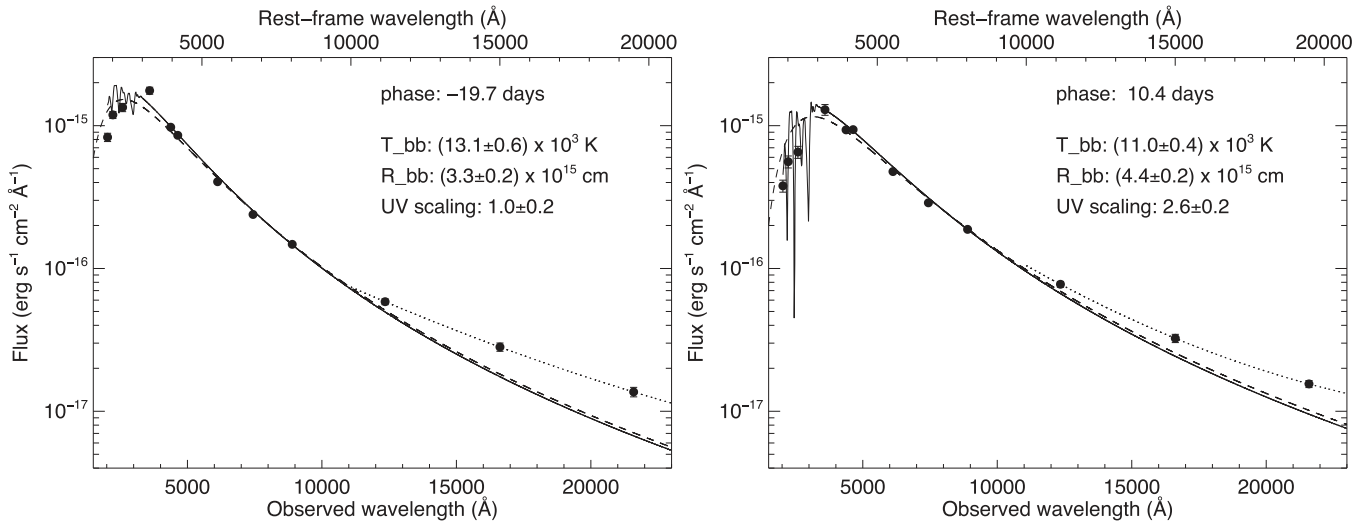 Rest−frame wavelength (Å)
5000 10000 15000 20000
phase: −19.7 days
T_bb: (13.1±0.6) x 10³ K
R_bb: (3.3±0.2) x 10¹⁵ cm
UV scaling: 1.0±0.2
10⁻¹⁵
10⁻¹⁶
10⁻¹⁷
Flux (erg s⁻¹ cm⁻² Å⁻¹)
5000 10000 15000 20000
Observed wavelength (Å)
Rest−frame wavelength (Å)
5000 10000 15000 20000
phase: 10.4 days
T_bb: (11.0±0.4) x 10³ K
R_bb: (4.4±0.2) x 10¹⁵ cm
UV scaling: 2.6±0.2
10⁻¹⁵
10⁻¹⁶
10⁻¹⁷
Flux (erg s⁻¹ cm⁻² Å⁻¹)
5000 10000 15000 20000
Observed wavelength (Å)